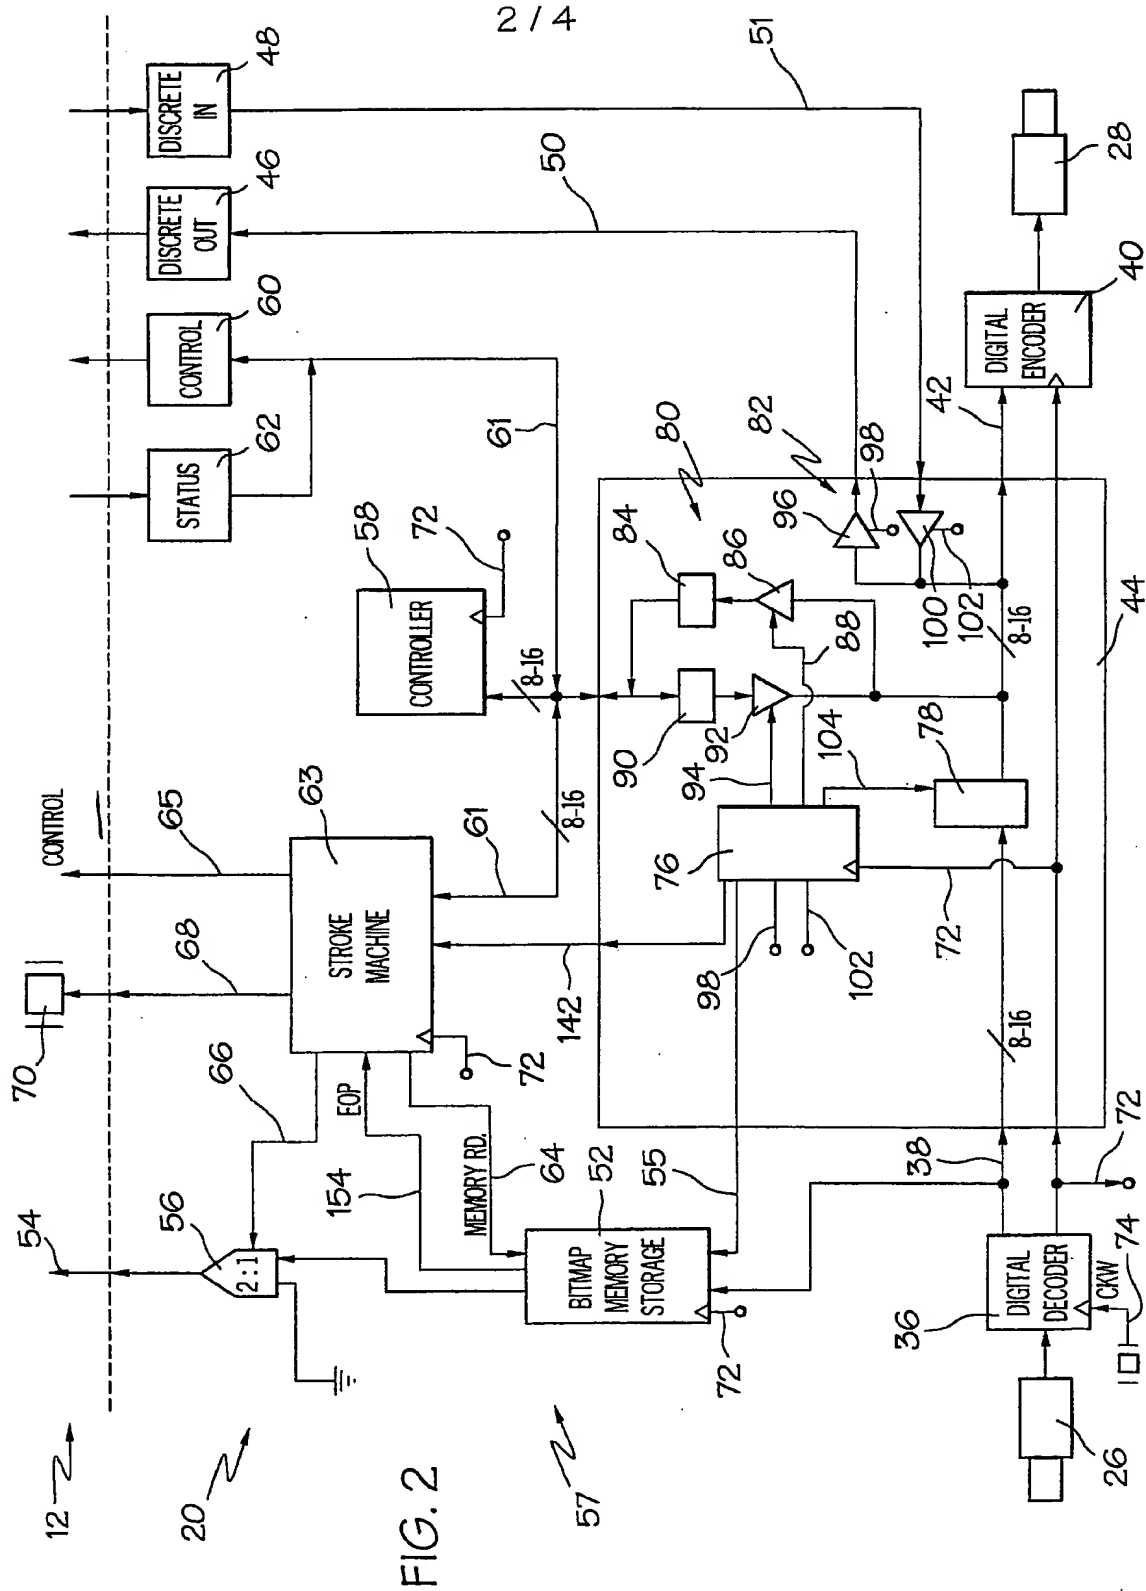 2 / 4
12
54
70
CONTROL
65
68
66
56
2:1
20
62
STATUS
60
CONTROL
46
DISCRETE
OUT
48
DISCRETE
IN
63
STROKE
MACHINE
EOP
154
MEMORY RD.
64
72
142
61
8-16
58
CONTROLLER
72
8-16
61
50
51
57
52
BITMAP
MEMORY
STORAGE
72
55
76
98
102
94
90
92
84
86
88
80
82
96
98
100
102
104
78
72
8-16
8-16
44
42
38
36
DIGITAL
DECODER
CKW
74
72
26
DIGITAL
ENCODER
40
28
FIG. 2